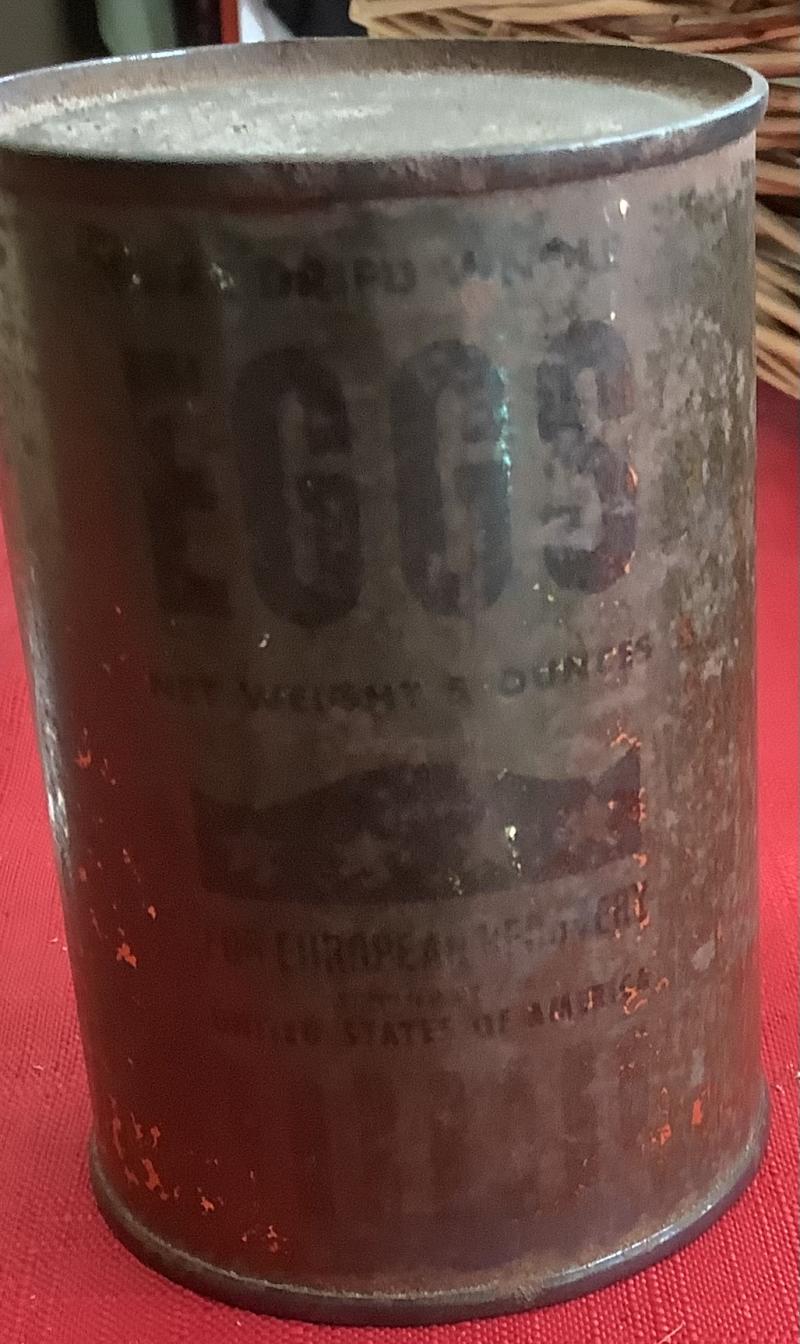 DRIED WHOLE
EGGS
NET WEIGHT 5 OUNCES
FOR EUROPEAN RECOVERY
UNITED STATES OF AMERICA